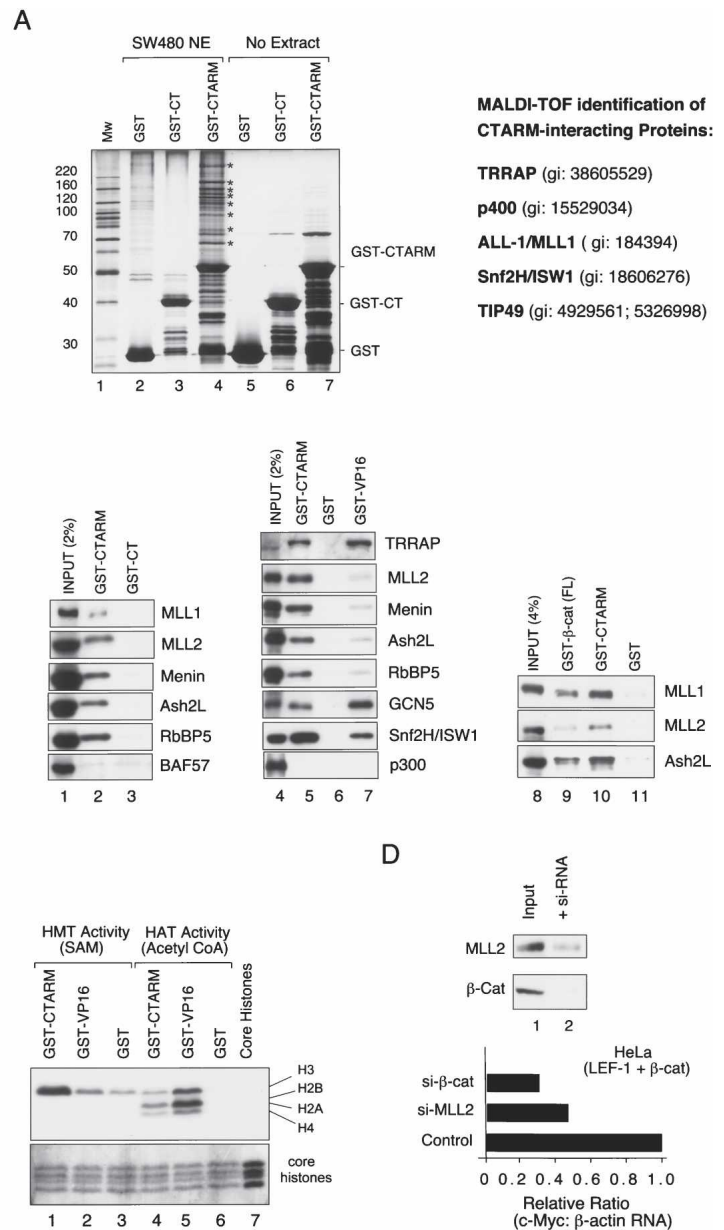 A
SW480 NE
No Extract
Mw
GST
GST-CT
GST-CTARM
GST
GST-CT
GST-CTARM
220
160
120
100
70
50
40
30
*
*
*
*
*
*
*
*
*
GST-CTARM
GST-CT
GST
1 2 3 4 5 6 7
MALDI-TOF identification of
CTARM-interacting Proteins:
TRRAP (gi: 38605529)
p400 (gi: 15529034)
ALL-1/MLL1 ( gi: 184394)
Snf2H/ISW1 (gi: 18606276)
TIP49 (gi: 4929561; 5326998)
INPUT (2%)
GST-CTARM
GST-CT
MLL1
MLL2
Menin
Ash2L
RbBP5
BAF57
1 2 3
INPUT (2%)
GST-CTARM
GST
GST-VP16
TRRAP
MLL2
Menin
Ash2L
RbBP5
GCN5
Snf2H/ISW1
p300
4 5 6 7
INPUT (4%)
GST-β-cat (FL)
GST-CTARM
GST
MLL1
MLL2
Ash2L
8 9 10 11
HMT Activity
(SAM)
HAT Activity
(Acetyl CoA)
GST-CTARM
GST-VP16
GST
GST-CTARM
GST-VP16
GST
Core Histones
H3
H2B
H2A
H4
core
histones
1 2 3 4 5 6 7
D
Input
+ si-RNA
MLL2
β-Cat
1 2
HeLa
(LEF-1 + β-cat)
si-β-cat
si-MLL2
Control
0 0.2 0.4 0.6 0.8 1.0
Relative Ratio
(c-Myc: β-actin RNA)